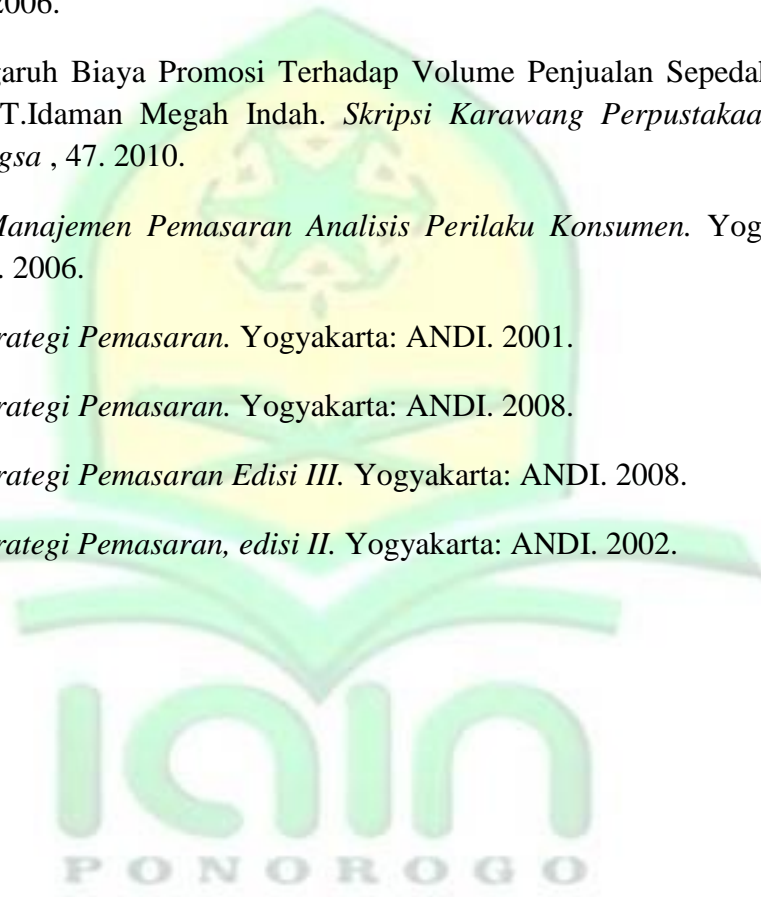 2006.
garuh Biaya Promosi Terhadap Volume Penjualan Sepedal
T.Idaman Megah Indah. Skripsi Karawang Perpustakaa
gsa , 47. 2010.
Manajemen Pemasaran Analisis Perilaku Konsumen. Yog
. 2006.
rategi Pemasaran. Yogyakarta: ANDI. 2001.
rategi Pemasaran. Yogyakarta: ANDI. 2008.
rategi Pemasaran Edisi III. Yogyakarta: ANDI. 2008.
rategi Pemasaran, edisi II. Yogyakarta: ANDI. 2002.
iain
PONOROGO